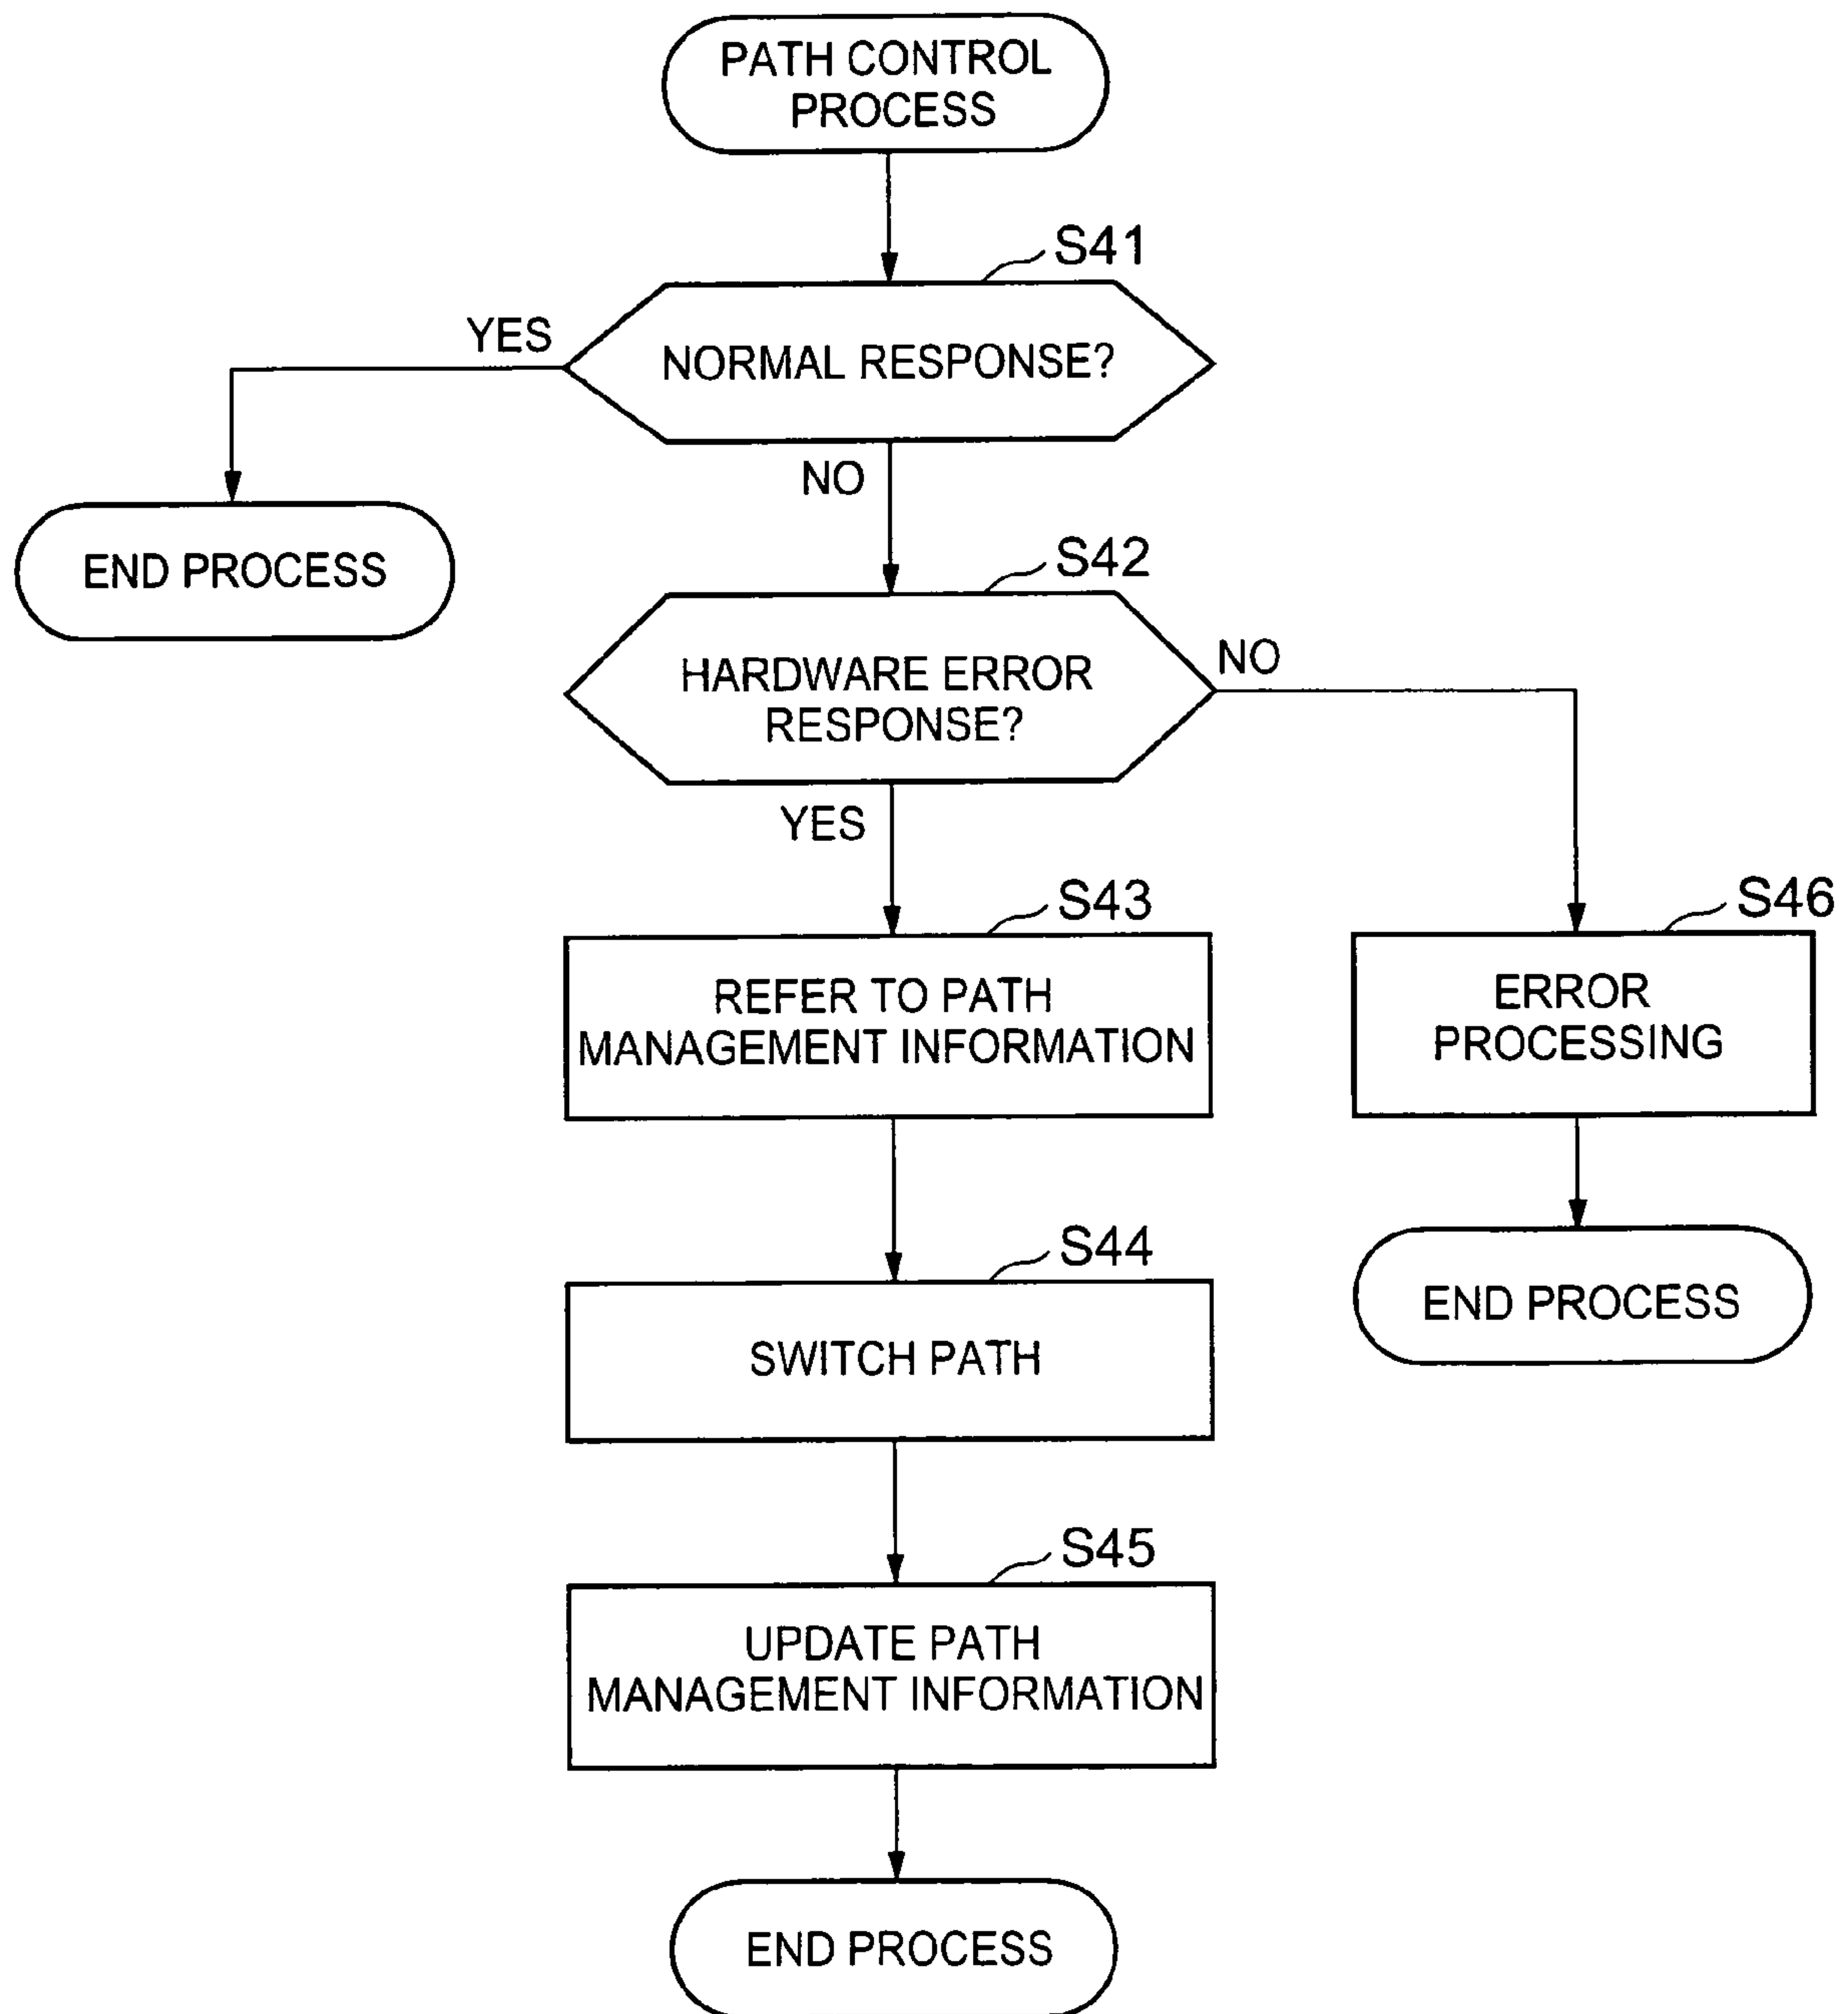 PATH CONTROL
PROCESS
S41
YES
NORMAL RESPONSE?
NO
END PROCESS
S42
HARDWARE ERROR
RESPONSE?
NO
YES
S43
S46
REFER TO PATH
MANAGEMENT INFORMATION
ERROR
PROCESSING
S44
SWITCH PATH
END PROCESS
S45
UPDATE PATH
MANAGEMENT INFORMATION
END PROCESS